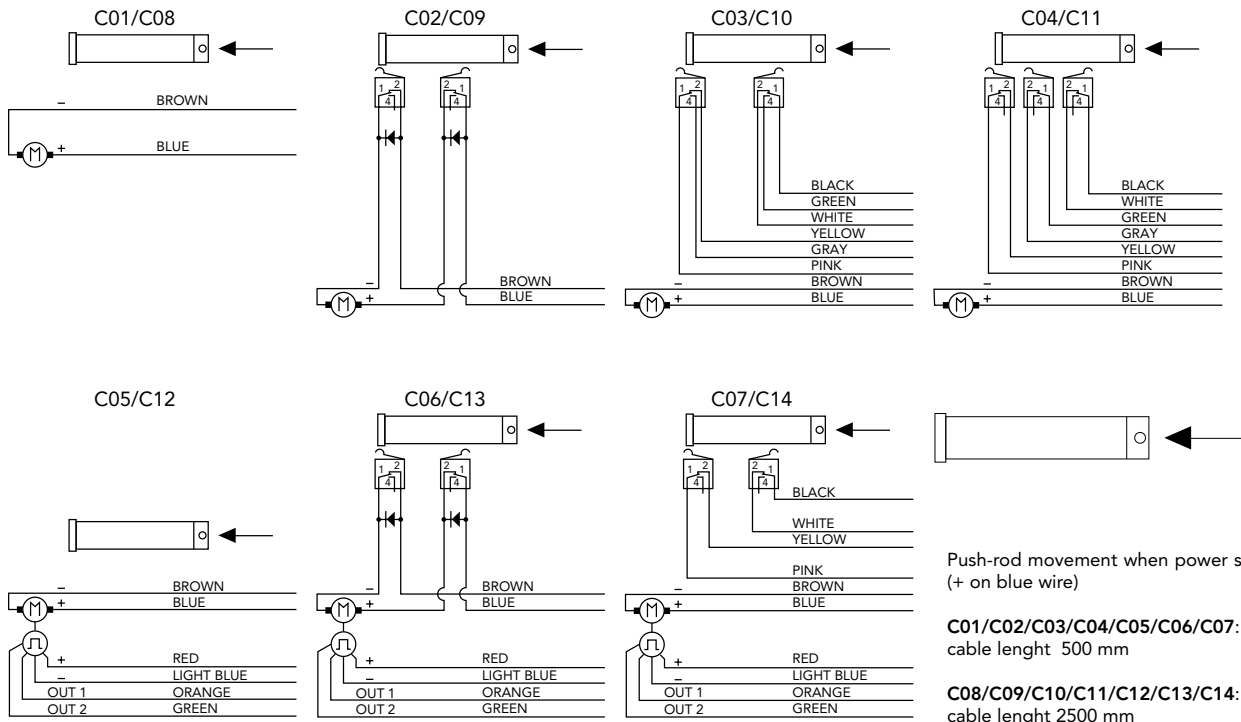 C01/C08
−
BROWN
+
M
BLUE
C02/C09
1 2 4
2 1 4
−
BROWN
+
M
BLUE
C03/C10
1 2 4
2 1 4
BLACK
GREEN
WHITE
YELLOW
GRAY
PINK
−
BROWN
+
M
BLUE
C04/C11
1 2 4
2 1 4
2 1 4
BLACK
WHITE
GREEN
GRAY
YELLOW
PINK
−
BROWN
+
M
BLUE
C05/C12
−
BROWN
+
M
BLUE
+
RED
−
LIGHT BLUE
OUT 1
ORANGE
OUT 2
GREEN
C06/C13
1 2 4
2 1 4
−
BROWN
+
M
BLUE
+
RED
−
LIGHT BLUE
OUT 1
ORANGE
OUT 2
GREEN
C07/C14
1 2 4
2 1 4
BLACK
WHITE
YELLOW
PINK
−
BROWN
+
M
BLUE
+
RED
−
LIGHT BLUE
OUT 1
ORANGE
OUT 2
GREEN
Push-rod movement when power s
(+ on blue wire)
C01/C02/C03/C04/C05/C06/C07:
cable lenght 500 mm
C08/C09/C10/C11/C12/C13/C14:
cable lenght 2500 mm